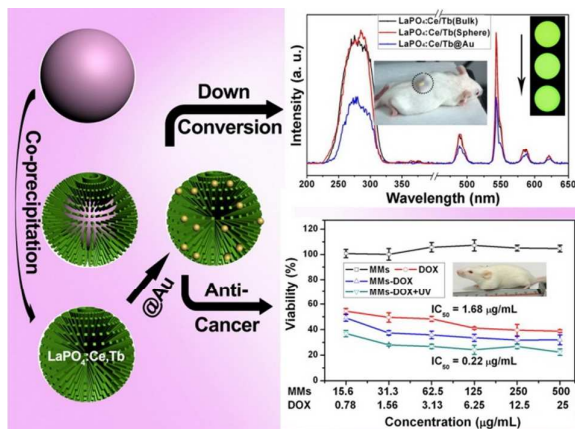 Co-precipitation
LaPO4:Ce,Tb
@Au
Down
Conversion
Anti-
Cancer
Intensity (a. u.)
LaPO4:Ce/Tb(Bulk)
LaPO4:Ce/Tb(Sphere)
LaPO4:Ce/Tb@Au
200 250 300 350 400 500 550 600 650
Wavelength (nm)
Viability (%)
120
100
80
60
40
20
0
MMs DOX
MMs-DOX
MMs-DOX+UV
IC50 = 1.68 μg/mL
IC50 = 0.22 μg/mL
MMs 15.6 31.3 62.5 125 250 500
DOX 0.78 1.56 3.13 6.25 12.5 25
Concentration (μg/mL)